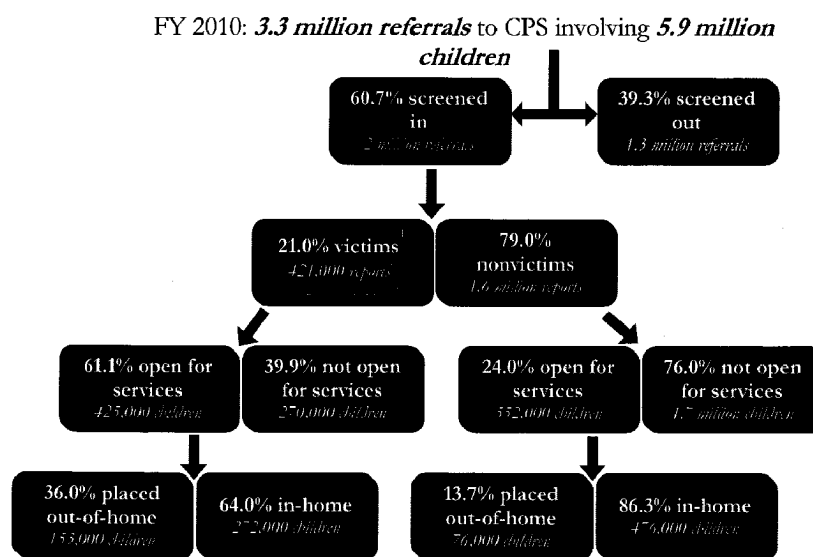 FY 2010: 3.3 million referrals to CPS involving 5.9 million
children
60.7% screened
in
2 million referrals
39.3% screened
out
1.3 million referrals
21.0% victims¹
421,000 reports
79.0%
nonvictims
1.6 million reports
61.1% open for
services
425,000 children
39.9% not open
for services
270,000 children
24.0% open for
services
552,000 children
76.0% not open
for services
1.7 million children
36.0% placed
out-of-home
153,000 children
64.0% in-home
272,000 children
13.7% placed
out-of-home
76,000 children
86.3% in-home
476,000 children